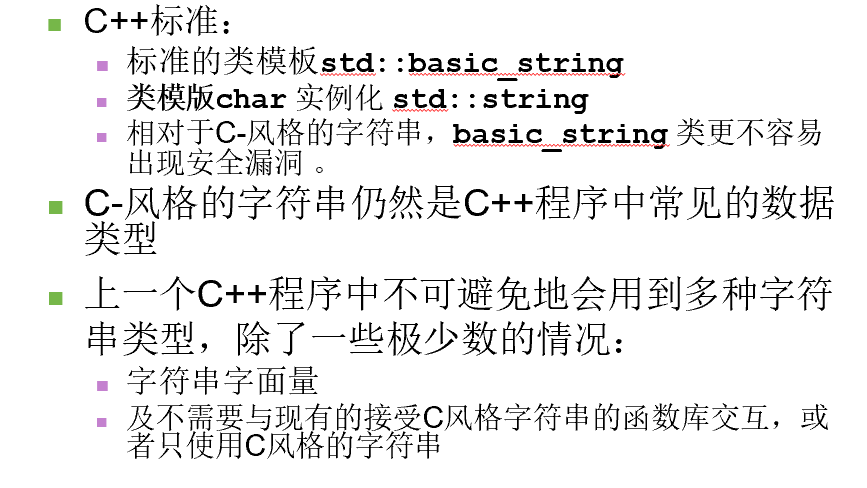 C++标准：
标准的类模板std::basic_string
类模版char 实例化 std::string
相对于C-风格的字符串，basic_string 类更不容易
出现安全漏洞 。
C-风格的字符串仍然是C++程序中常见的数据
类型
上一个C++程序中不可避免地会用到多种字符
串类型，除了一些极少数的情况：
字符串字面量
及不需要与现有的接受C风格字符串的函数库交互，或
者只使用C风格的字符串